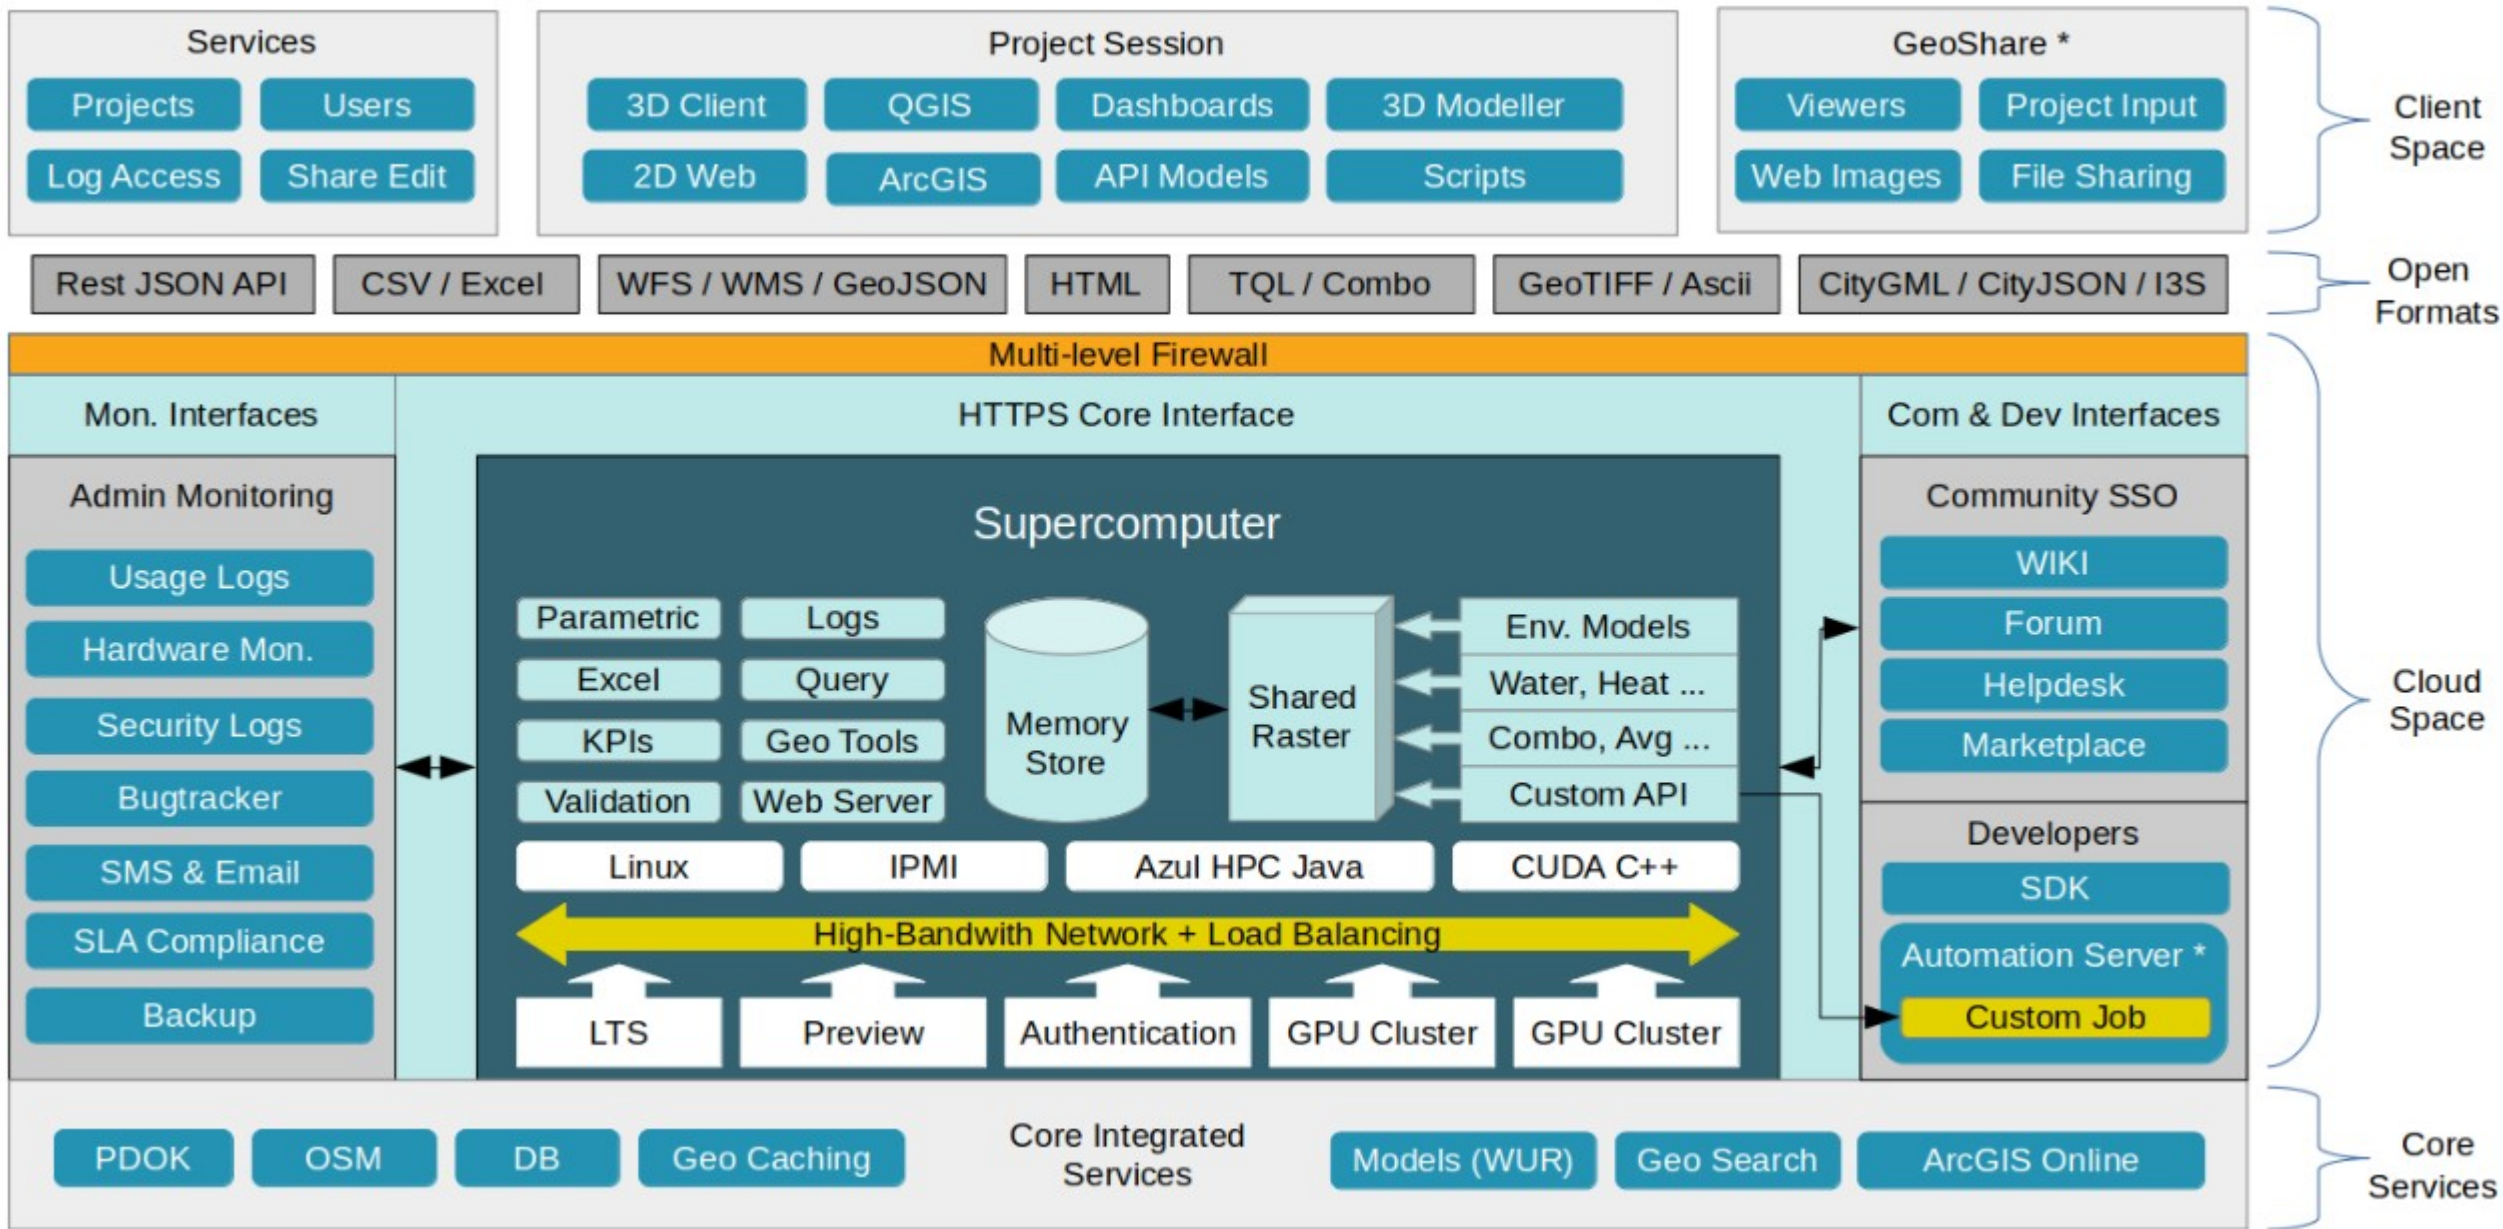 Services
Projects
Users
Log Access
Share Edit
Project Session
3D Client
QGIS
Dashboards
3D Modeller
2D Web
ArcGIS
API Models
Scripts
GeoShare *
Viewers
Project Input
Web Images
File Sharing
Client
Space
Rest JSON API
CSV / Excel
WFS / WMS / GeoJSON
HTML
TQL / Combo
GeoTIFF / Ascii
CityGML / CityJSON / I3S
Open
Formats
Multi-level Firewall
Mon. Interfaces
HTTPS Core Interface
Com & Dev Interfaces
Admin Monitoring
Usage Logs
Hardware Mon.
Security Logs
Bugtracker
SMS & Email
SLA Compliance
Backup
Supercomputer
Parametric
Logs
Excel
Query
KPIs
Geo Tools
Validation
Web Server
Memory
Store
Shared
Raster
Env. Models
Water, Heat ...
Combo, Avg ...
Custom API
Linux
IPMI
Azul HPC Java
CUDA C++
High-Bandwith Network + Load Balancing
LTS
Preview
Authentication
GPU Cluster
GPU Cluster
Community SSO
WIKI
Forum
Helpdesk
Marketplace
Developers
SDK
Automation Server *
Custom Job
Cloud
Space
PDOK
OSM
DB
Geo Caching
Core Integrated
Services
Models (WUR)
Geo Search
ArcGIS Online
Core
Services